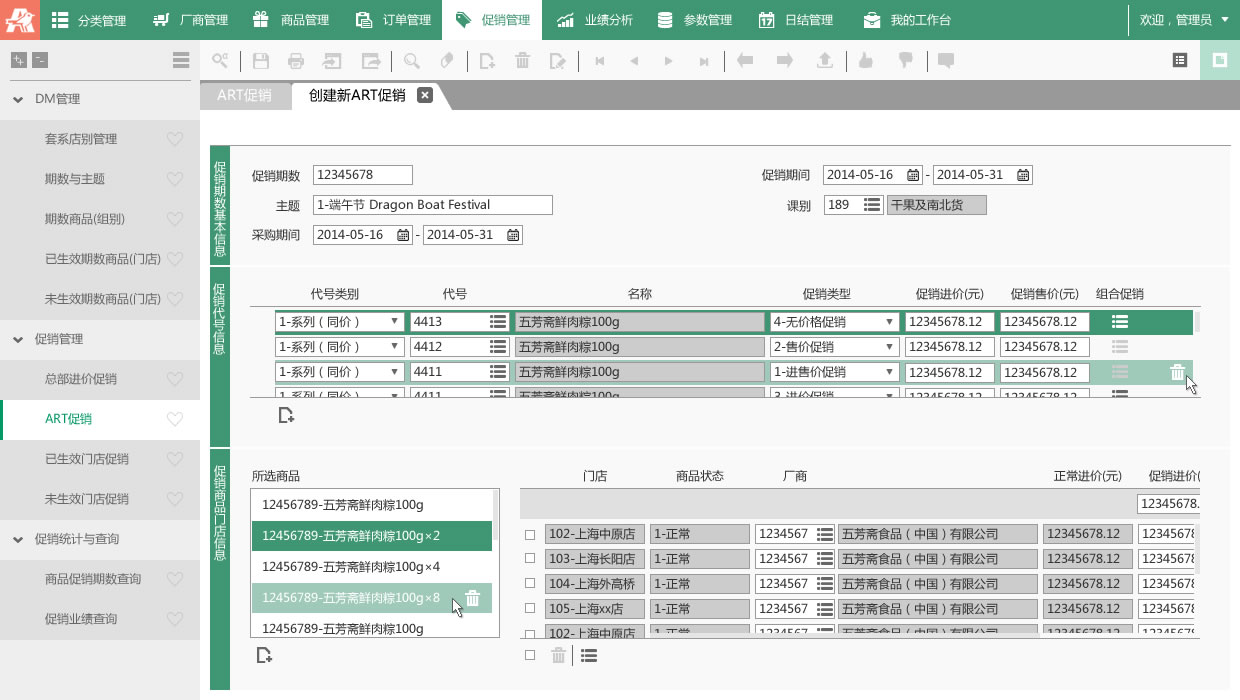 分类管理 厂商管理 商品管理 订单管理 促销管理 业绩分析 参数管理 日结管理 我的工作台 欢迎，管理员
ART促销 创建新ART促销
DM管理
套系店别管理
期数与主题
期数商品(组别)
已生效期数商品(门店)
未生效期数商品(门店)
促销管理
总部进价促销
ART促销
已生效门店促销
未生效门店促销
促销统计与查询
商品促销期数查询
促销业绩查询
促销期数基本信息
促销期数 12345678 促销期间 2014-05-16 - 2014-05-31
主题 1-端午节 Dragon Boat Festival 课别 189 干果及南北货
采购期间 2014-05-16 - 2014-05-31
促销代号信息
代号类别 代号 名称 促销类型 促销进价(元) 促销售价(元) 组合促销
1-系列（同价） 4413 五芳斋鲜肉粽100g 4-无价格促销 12345678.12 12345678.12
1-系列（同价） 4412 五芳斋鲜肉粽100g 2-售价促销 12345678.12 12345678.12
1-系列（同价） 4411 五芳斋鲜肉粽100g 1-进售价促销 12345678.12 12345678.12
1-系列（同价） 4411 五芳斋鲜肉粽100g 3-进价促销 12345678.12 12345678.12
促销商品门店信息
所选商品
12456789-五芳斋鲜肉粽100g
12456789-五芳斋鲜肉粽100g×2
12456789-五芳斋鲜肉粽100g×4
12456789-五芳斋鲜肉粽100g×8
12456789-五芳斋鲜肉粽100g
门店 商品状态 厂商 正常进价(元) 促销进价(
12345678.
102-上海中原店 1-正常 1234567 五芳斋食品（中国）有限公司 12345678.12 1234567
103-上海长阳店 1-正常 1234567 五芳斋食品（中国）有限公司 12345678.12 1234567
104-上海外高桥 1-正常 1234567 五芳斋食品（中国）有限公司 12345678.12 1234567
105-上海xx店 1-正常 1234567 五芳斋食品（中国）有限公司 12345678.12 1234567
102-上海中原店 1-正常 1234567 五芳斋食品（中国）有限公司 12345678.12 1234567